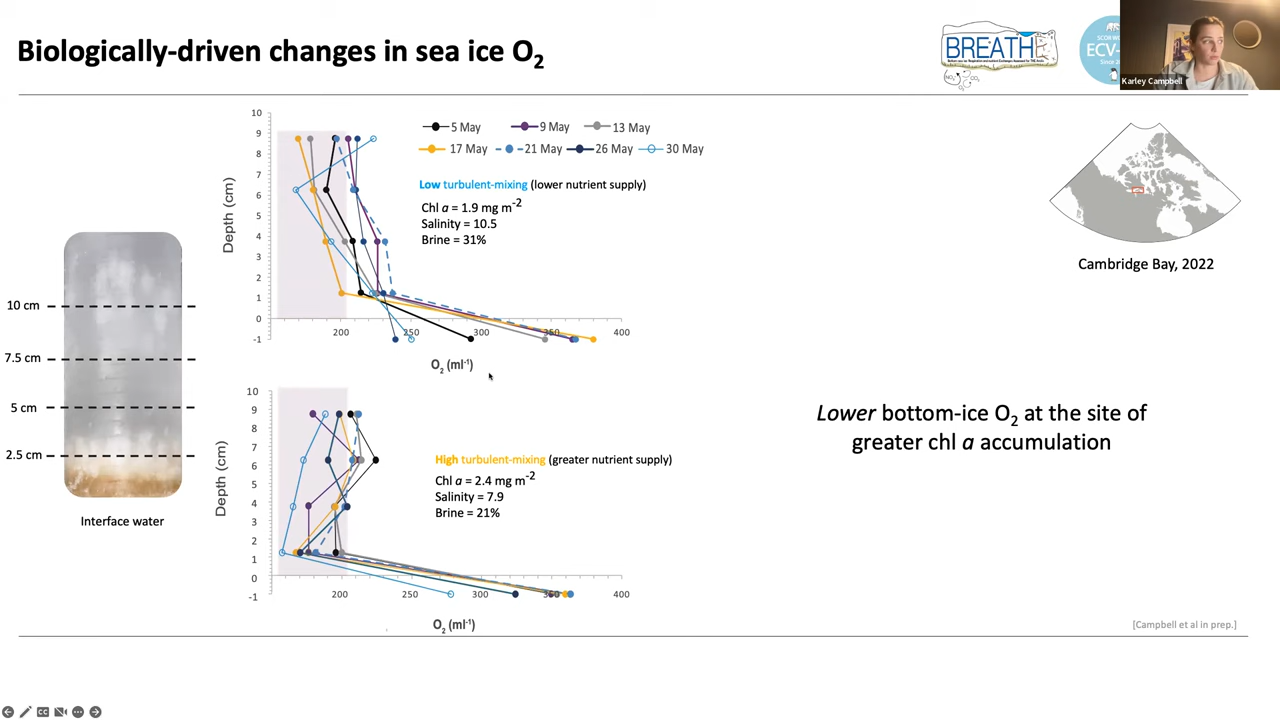 Biologically-driven changes in sea ice O2
BREATHE
SCOR W
ECV-
Since 20
Karley Campbell
10
9
8
7
6
5
4
3
2
1
0
-1
Depth (cm)
200
250
300
350
400
O2 (ml-1)
5 May
9 May
13 May
17 May
21 May
26 May
30 May
Low turbulent-mixing (lower nutrient supply)
Chl a = 1.9 mg m-2
Salinity = 10.5
Brine = 31%
10 cm
7.5 cm
5 cm
2.5 cm
Interface water
10
9
8
7
6
5
4
3
2
1
0
-1
Depth (cm)
200
250
300
350
400
O2 (ml-1)
High turbulent-mixing (greater nutrient supply)
Chl a = 2.4 mg m-2
Salinity = 7.9
Brine = 21%
Cambridge Bay, 2022
Lower bottom-ice O2 at the site of
greater chl a accumulation
[Campbell et al in prep.]
CC